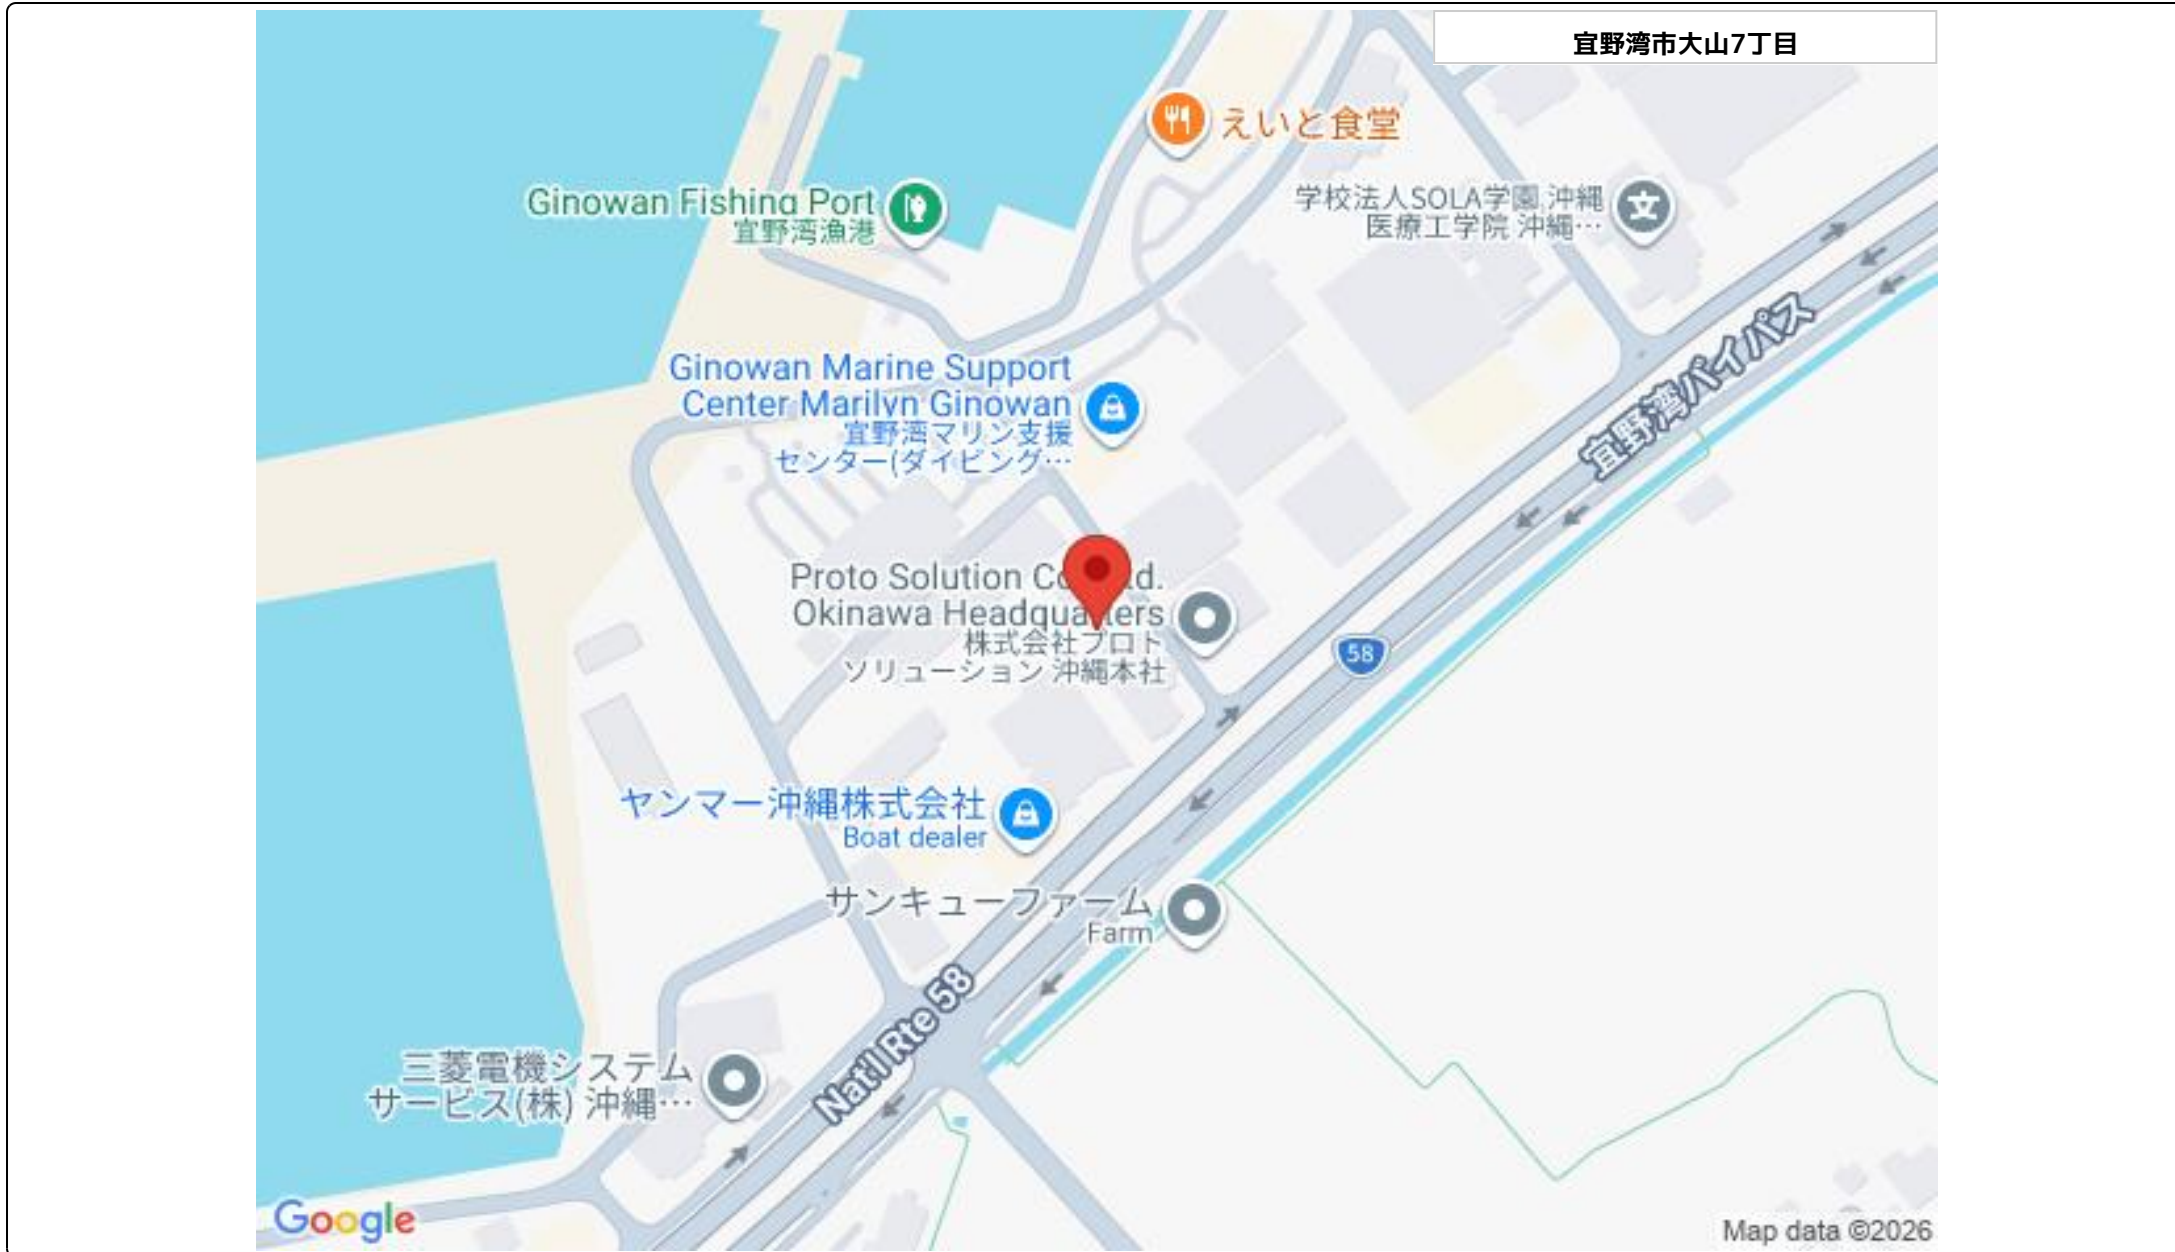 宜野湾市大山7丁目
えいと食堂
Ginowan Fishing Port
宜野湾漁港
学校法人SOLA学園 沖縄
医療工学院 沖縄…
宜野湾バイパス
Ginowan Marine Support
Center Marilyn Ginowan
宜野湾マリン支援
センター(ダイビング…
Proto Solution Co
td.
Okinawa Headquarters
株式会社プロト
ソリューション 沖縄本社
58
ヤンマー沖縄株式会社
Boat dealer
サンキューファーム
Farm
Nat'l Rte 58
三菱電機システム
サービス(株) 沖縄…
Google
Map data ©2026